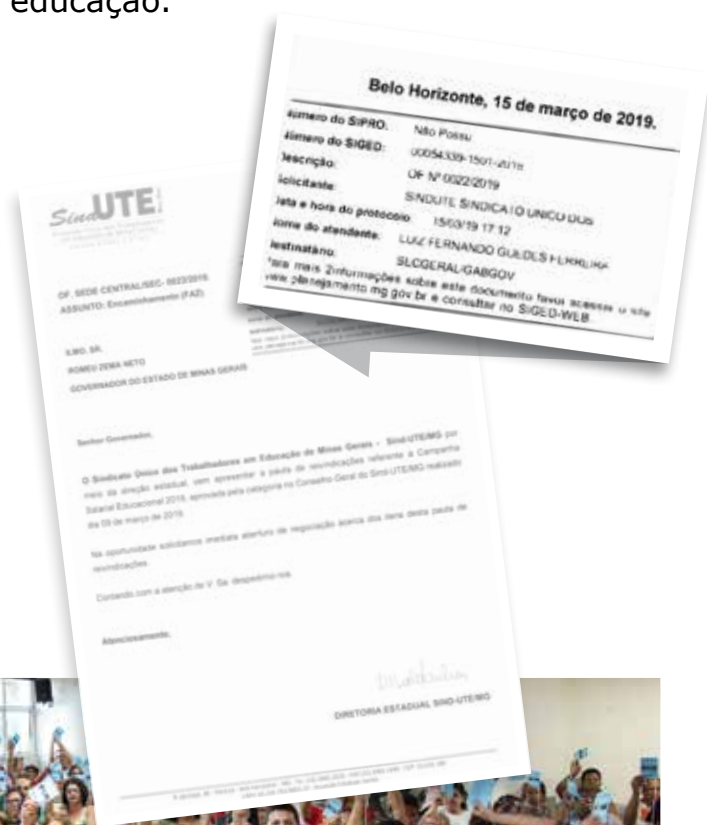 educação.
Belo Horizonte, 15 de março de 2019.
Número do SIPRO: Não Possu
Número do SIGED: 00054339-1501-2019
Descrição: OF Nº 0022/2019
Solicitante: SINDUTE SINDICATO UNICO DOS
Data e hora do protocolo: 15/03/19 17 12
Nome do atendente: LUIZ FERNANDO GUEDES FERREIRA
Destinatário: SECGERAL/GABGOV
Para mais informações sobre este documento favor acessar o site
www.planejamento.mg.gov.br e consultar no SIGED-WEB
SindUTE
OF. SEDE CENTRAL/SEC- 0022/2019.
ASSUNTO: Encaminhamento (FAZ)
ILMO. SR.
ROMEU ZEMA NETO
GOVERNADOR DO ESTADO DE MINAS GERAIS
Senhor Governador,
O Sindicato Único dos Trabalhadores em Educação de Minas Gerais - Sind-UTE/MG por
meio da direção estadual, vem apresentar a pauta de reivindicações referente a Campanha
Salarial Educacional 2019, aprovada pela categoria no Conselho Geral do Sind-UTE/MG realizado
dia 09 de março de 2019.
Na oportunidade solicitamos imediata abertura de negociação acerca dos itens desta pauta de
reivindicações.
Contando com a atenção de V. Sa. despedimo-nos
Atenciosamente,
DIRETORIA ESTADUAL SIND-UTE/MG